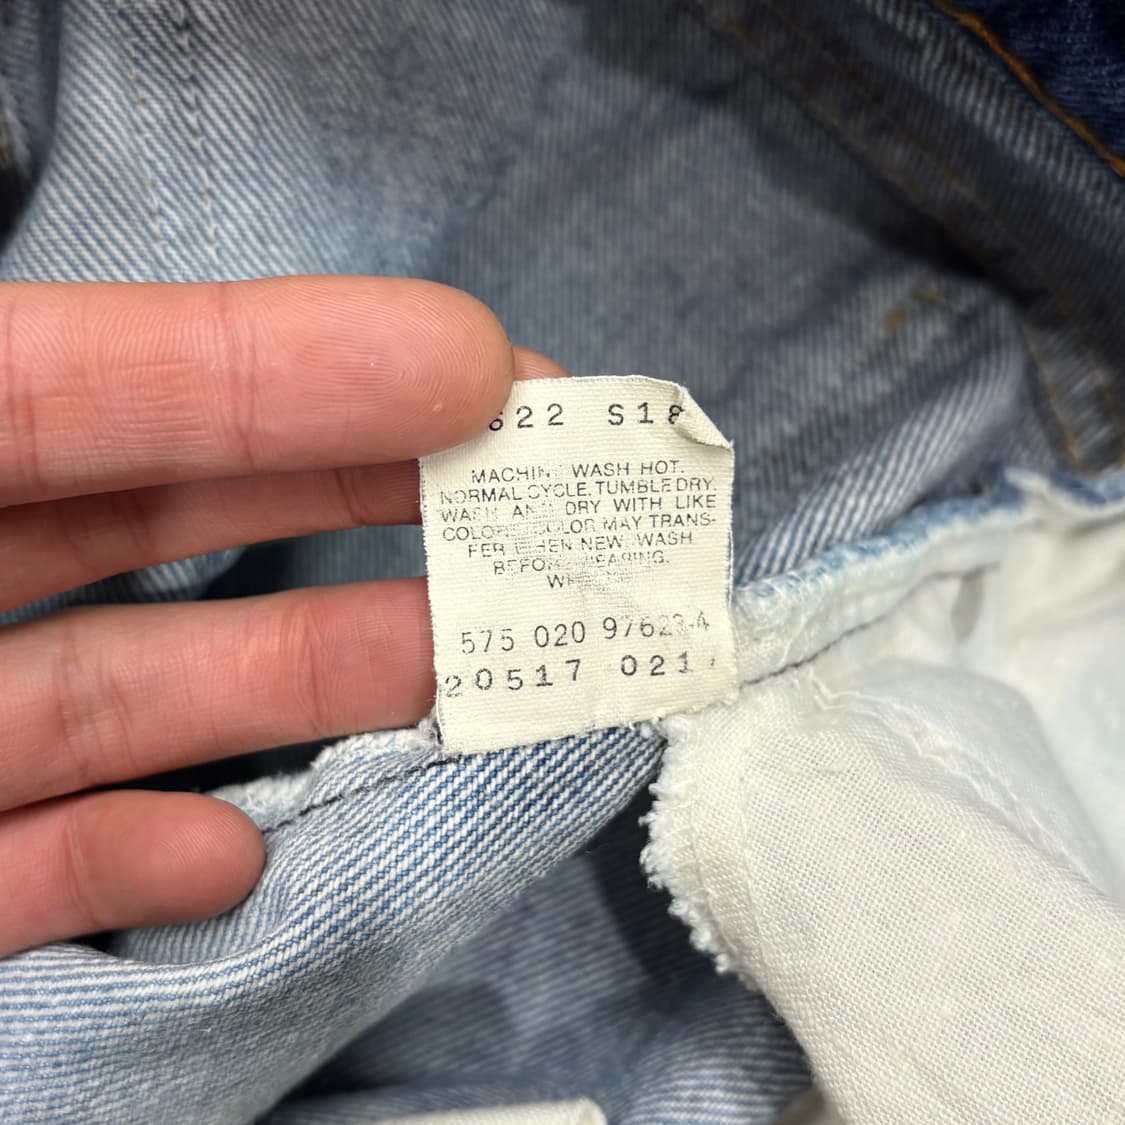 622 S18
MACHIN WASH HOT.
NORMAL CYCLE. TUMBLE DRY.
WASH AND DRY WITH LIKE
COLORS COLOR MAY TRANS-
FER WHEN NEW. WASH
BEFORE WEARING.
575 020 97623-4
20517 021